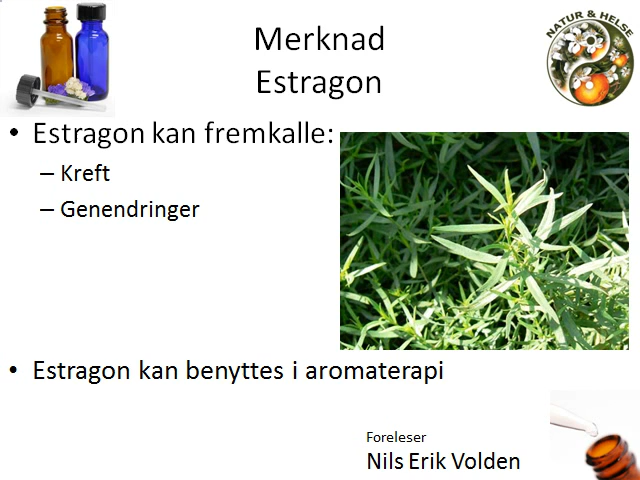 Merknad
Estragon
NATUR & HELSE
• Estragon kan fremkalle:
– Kreft
– Genendringer
• Estragon kan benyttes i aromaterapi
Foreleser
Nils Erik Volden